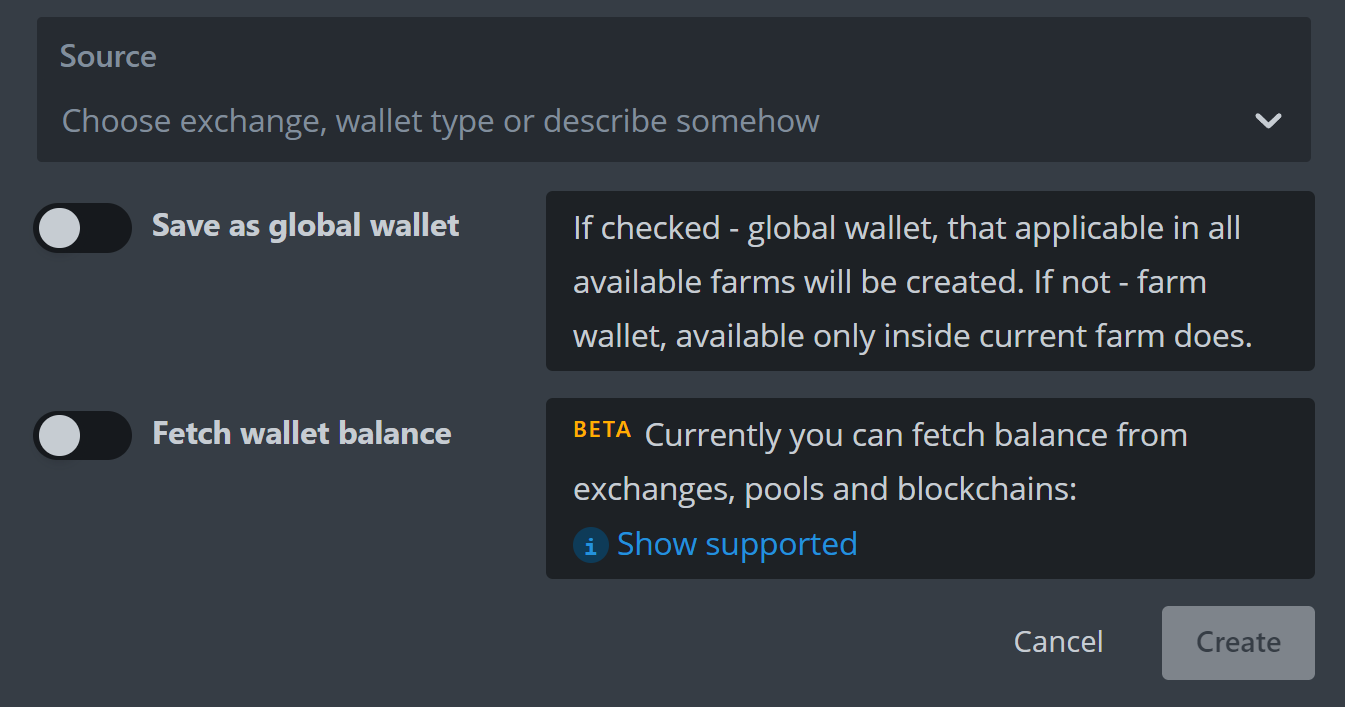 Source
Choose exchange, wallet type or describe somehow
Save as global wallet
If checked - global wallet, that applicable in all
available farms will be created. If not - farm
wallet, available only inside current farm does.
Fetch wallet balance
BETA Currently you can fetch balance from
exchanges, pools and blockchains:
i Show supported
Cancel
Create